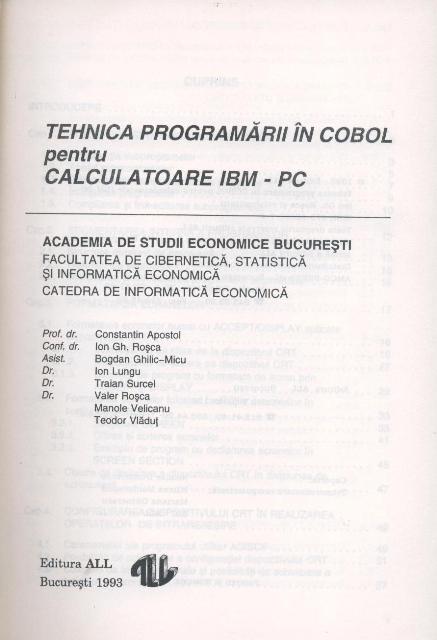 TEHNICA PROGRAMĂRII ÎN COBOL
pentru
CALCULATOARE IBM - PC
ACADEMIA DE STUDII ECONOMICE BUCUREŞTI
FACULTATEA DE CIBERNETICĂ, STATISTICĂ
ŞI INFORMATICĂ ECONOMICĂ
CATEDRA DE INFORMATICĂ ECONOMICĂ
Prof. dr. Constantin Apostol
Conf. dr. Ion Gh. Roşca
Asist. Bogdan Ghilic-Micu
Dr. Ion Lungu
Dr. Traian Surcel
Dr. Valer Roşca
Manole Velicanu
Teodor Vlăduţ
Editura ALL
Bucureşti 1993
ALL